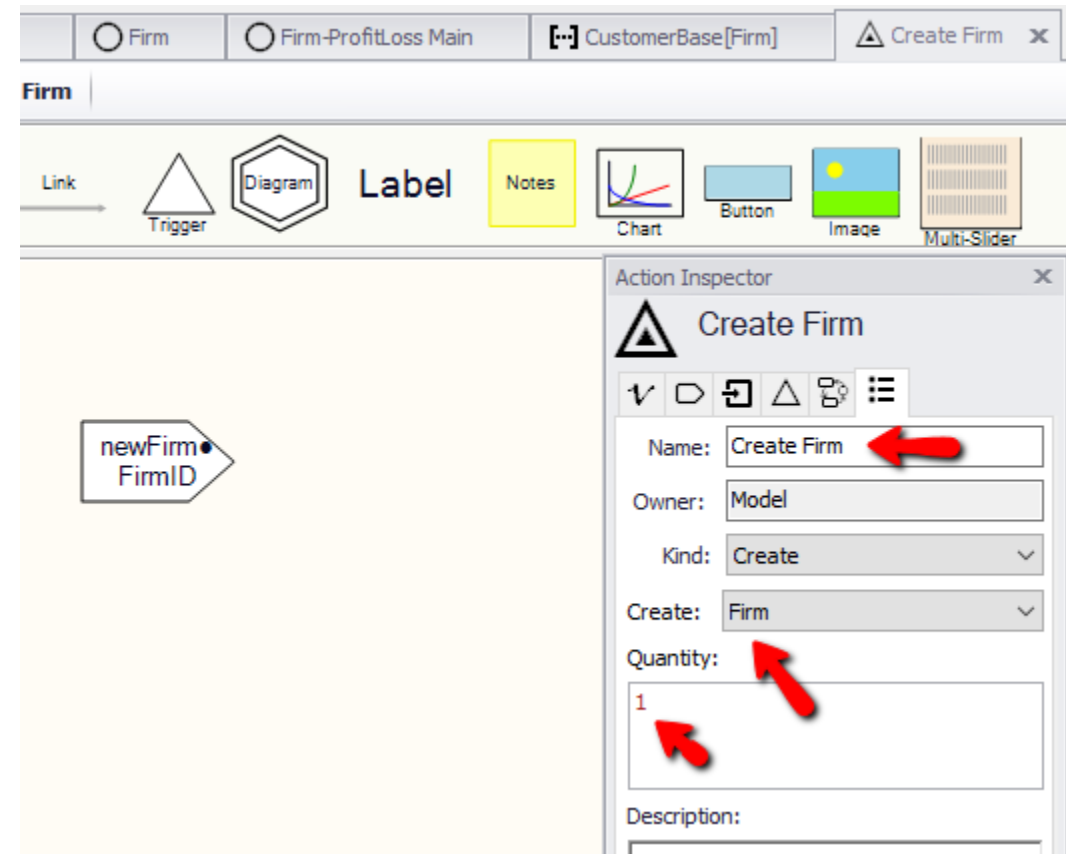 Firm
Firm-ProfitLoss Main
CustomerBase[Firm]
Create Firm
Firm
Link
Trigger
Diagram
Label
Notes
Chart
Button
Image
Multi-Slider
Action Inspector
Create Firm
newFirm
FirmID
Name: Create Firm
Owner: Model
Kind: Create
Create: Firm
Quantity:
1
Description: